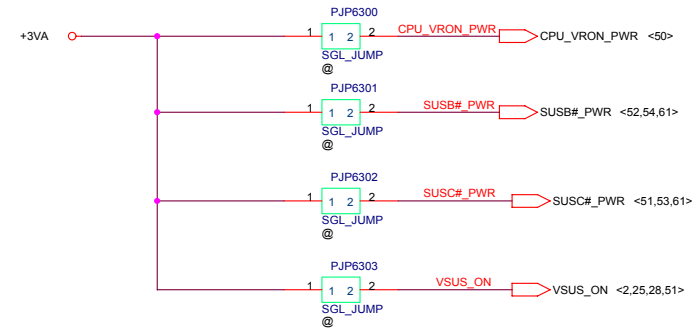 PJP6300
+3VA
1 1 2 2 CPU_VRON_PWR CPU_VRON_PWR <50>
SGL_JUMP
@
PJP6301
1 1 2 2 SUSB#_PWR SUSB#_PWR <52,54,61>
SGL_JUMP
@
PJP6302
1 1 2 2 SUSC#_PWR SUSC#_PWR <51,53,61>
SGL_JUMP
@
PJP6303
1 1 2 2 VSUS_ON VSUS_ON <2,25,28,51>
SGL_JUMP
@